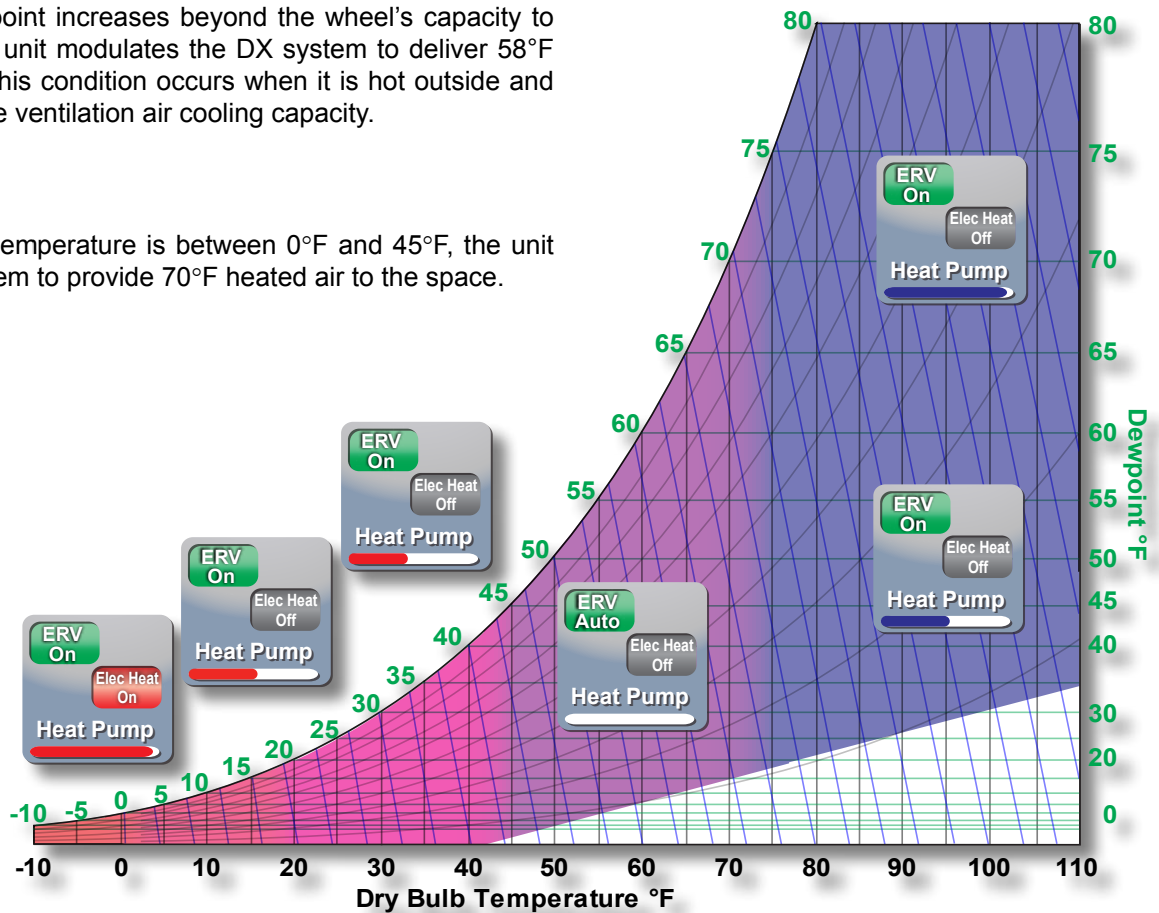 point increases beyond the wheel's capacity to
unit modulates the DX system to deliver 58°F
his condition occurs when it is hot outside and
e ventilation air cooling capacity.
emperature is between 0°F and 45°F, the unit
em to provide 70°F heated air to the space.
80
80
75
75
ERV
On
Elec Heat
Off
Heat Pump
70
70
65
65
60
60
ERV
On
Elec Heat
Off
Heat Pump
55
55
Dewpoint °F
ERV
On
Elec Heat
Off
Heat Pump
50
50
ERV
On
Elec Heat
Off
Heat Pump
45
45
ERV
Auto
Elec Heat
Off
Heat Pump
40
40
ERV
On
Elec Heat
On
Heat Pump
35
30
30
25
20
20
15
10
5
0
-5
-10
0
-10 0 10 20 30 40 50 60 70 80 90 100 110
Dry Bulb Temperature °F